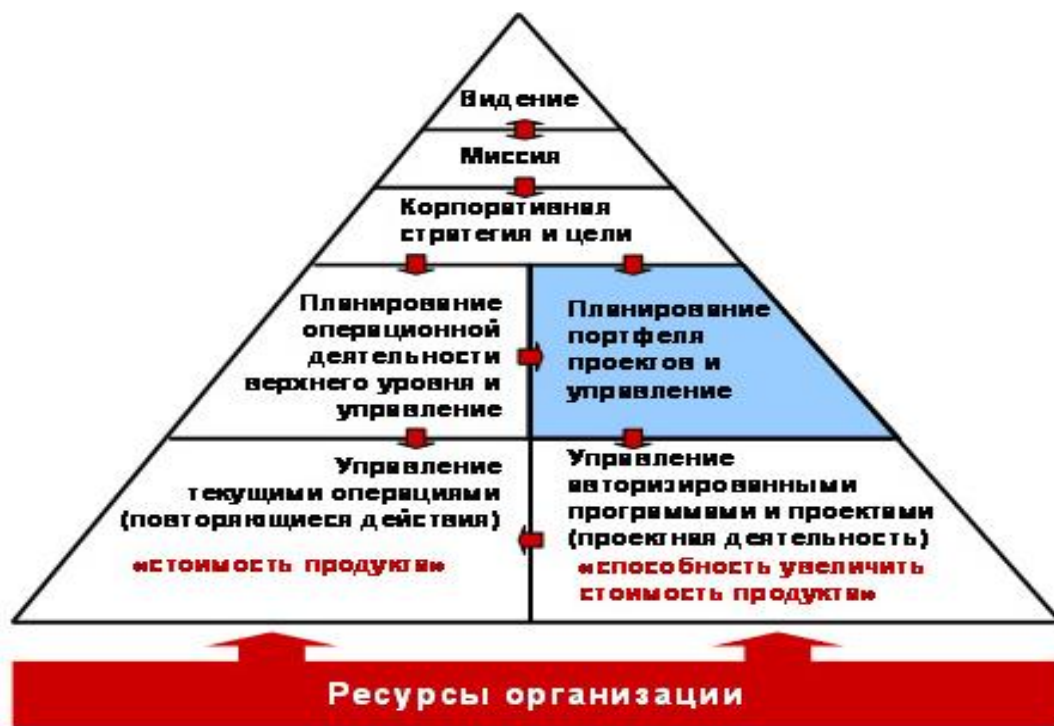 Видение
Миссия
Корпоративная
стратегия и цели
Планирование
операционной
деятельности
верхнего уровня и
управление
Планирование
портфеля
проектов и
управление
Управление
текущими операциями
(повторяющиеся действия)
«стоимость продукта»
Управление
авторизированными
программами и проектами
(проектная деятельность)
«способность увеличить
стоимость продукта»
Ресурсы организации